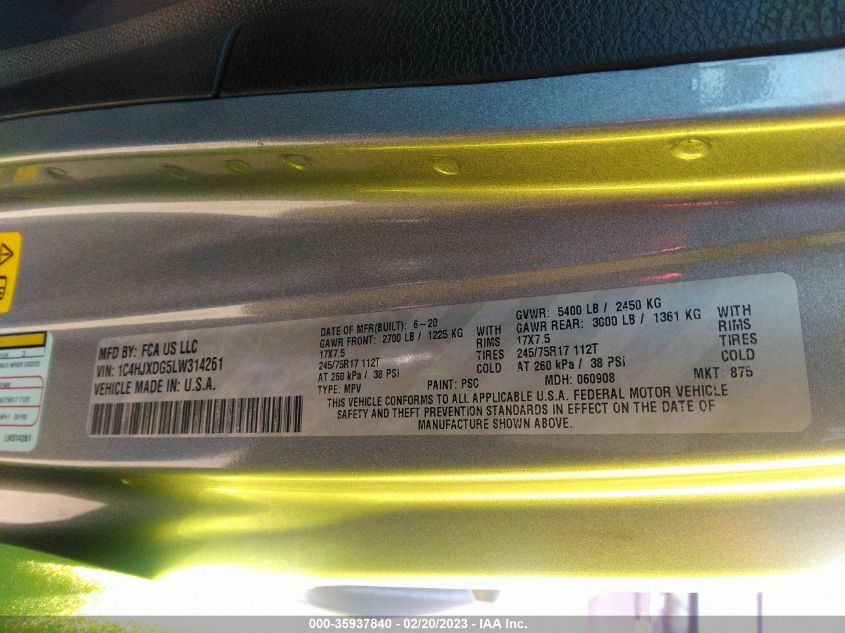 MFD BY: FCA US LLC
VIN: 1C4HJXDG5LW314261
VEHICLE MADE IN U.S.A.
DATE OF MFR(BUILT): 6-20
GAWR FRONT: 2700 LB / 1225 KG WITH
17X7.5 RIMS
245/75R17 112T TIRES
AT 260 kPa / 38 PSI COLD
TYPE: MPV PAINT: PSC
GVWR: 5400 LB / 2450 KG
GAWR REAR: 3000 LB / 1361 KG WITH
17X7.5 RIMS
245/75R17 112T TIRES
AT 260 kPa / 38 PSI COLD
MDH: 060908 MKT: 875
THIS VEHICLE CONFORMS TO ALL APPLICABLE U.S.A. FEDERAL MOTOR VEHICLE
SAFETY AND THEFT PREVENTION STANDARDS IN EFFECT ON THE DATE OF
MANUFACTURE SHOWN ABOVE.
LW314261
000-35937840 - 02/20/2023 - IAA Inc.